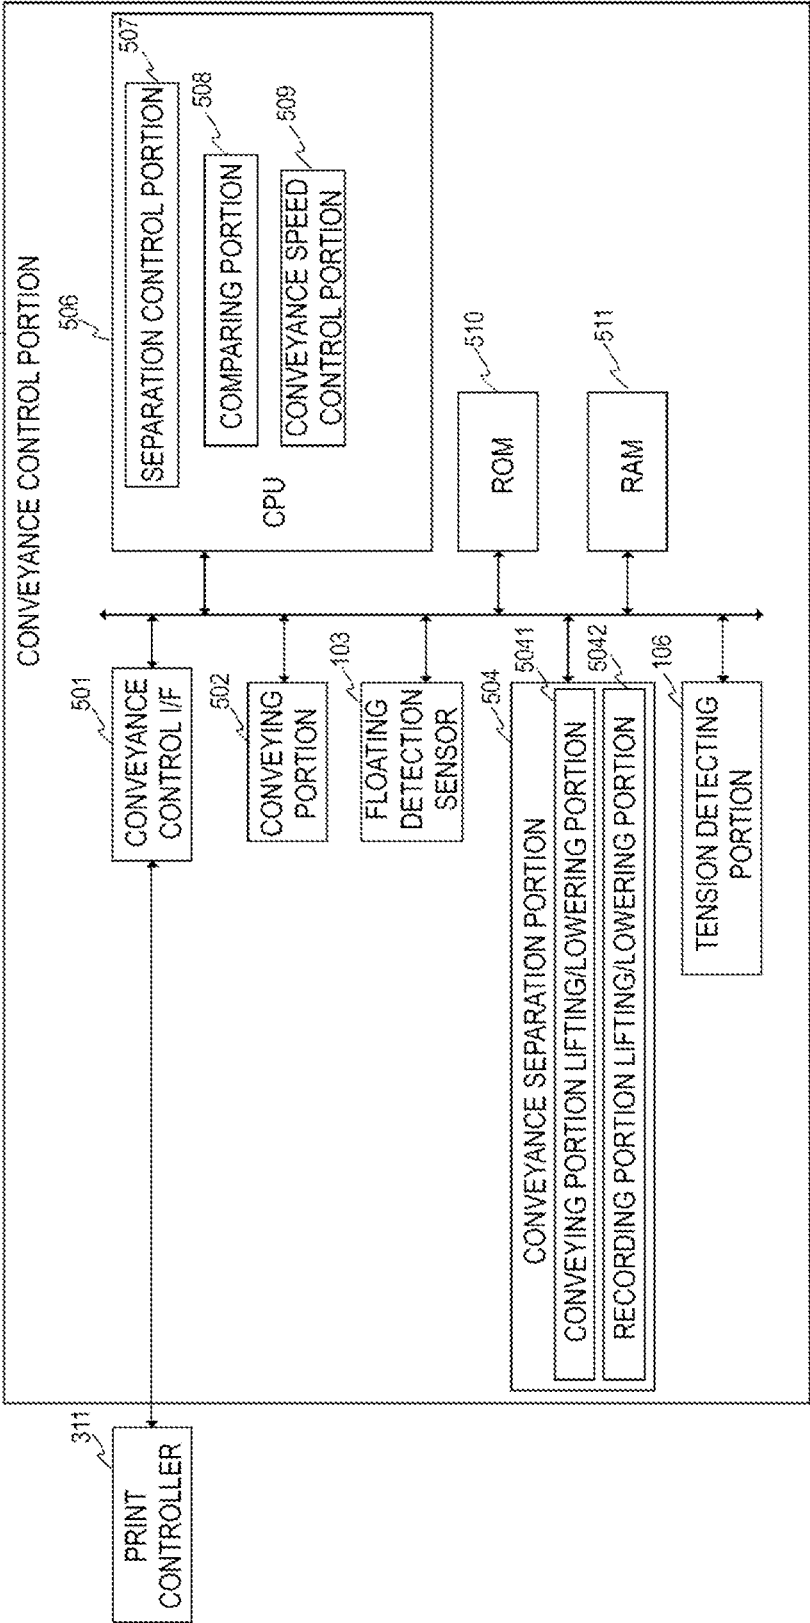 CONVEYANCE CONTROL PORTION
311
PRINT
CONTROLLER
501
CONVEYANCE
CONTROL I/F
502
CONVEYING
PORTION
103
FLOATING
DETECTION
SENSOR
504
CONVEYANCE SEPARATION PORTION
5041
CONVEYING PORTION LIFTING/LOWERING PORTION
5042
RECORDING PORTION LIFTING/LOWERING PORTION
106
TENSION DETECTING
PORTION
506
CPU
507
SEPARATION CONTROL PORTION
508
COMPARING PORTION
509
CONVEYANCE SPEED
CONTROL PORTION
510
ROM
511
RAM